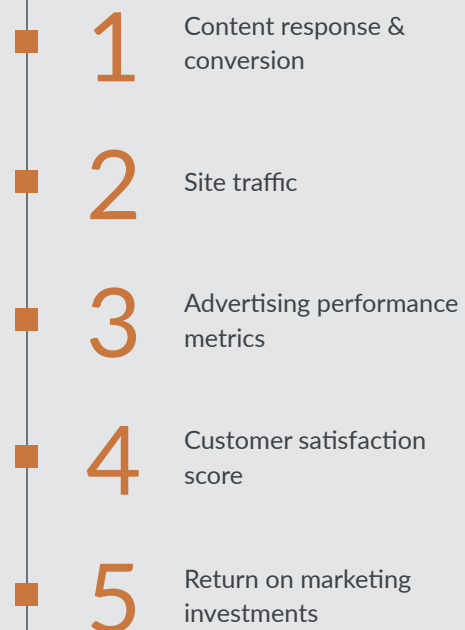 1
Content response &
conversion
2
Site traffic
3
Advertising performance
metrics
4
Customer satisfaction
score
5
Return on marketing
investments